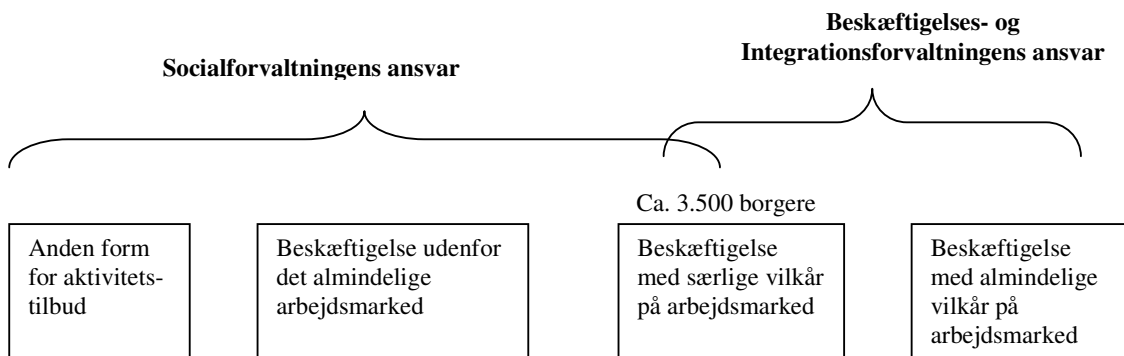 Beskæftigelses- og
Integrationsforvaltningens ansvar
Socialforvaltningens ansvar
Ca. 3.500 borgere
Anden form
for aktivitets-
tilbud
Beskæftigelse udenfor
det almindelige
arbejdsmarked
Beskæftigelse
med særlige vilkår
på arbejdsmarked
Beskæftigelse
med almindelige
vilkår på
arbejdsmarked